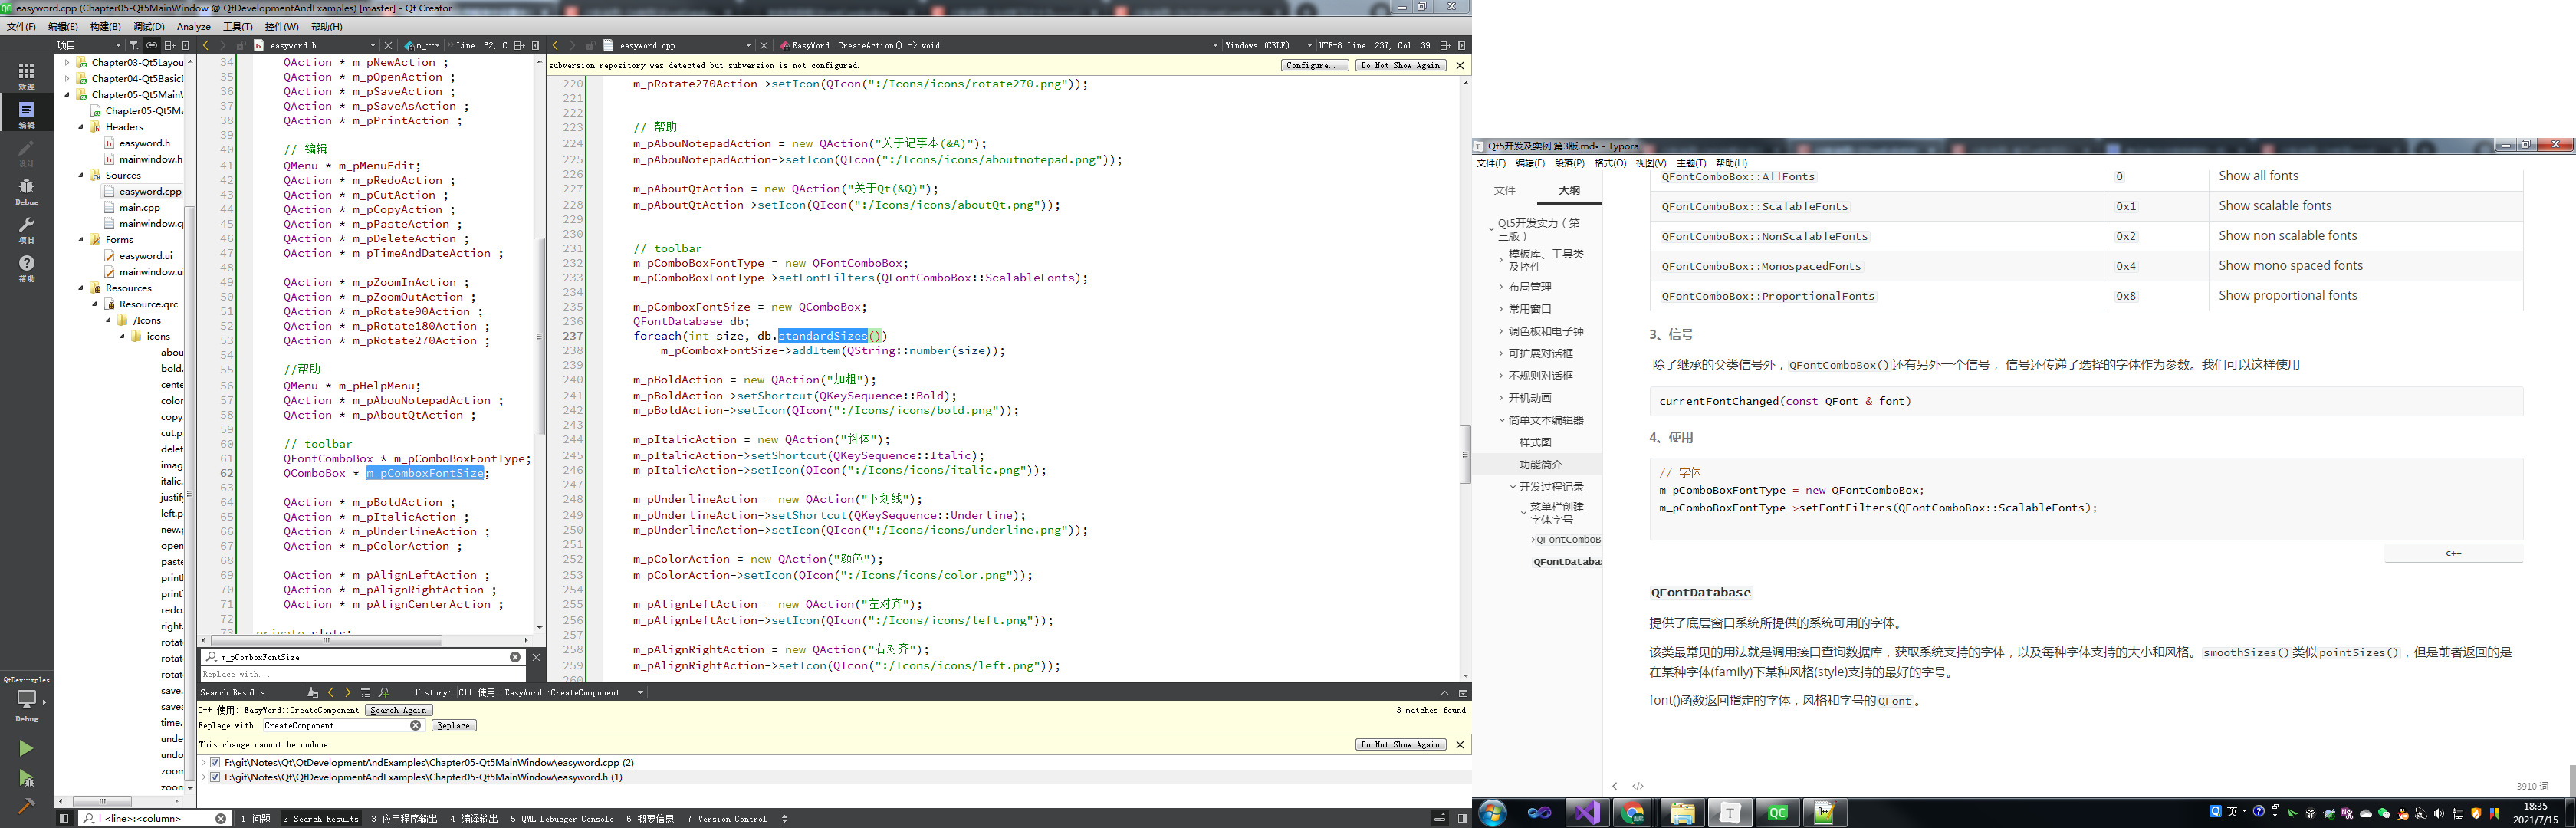 easyword.cpp (Chapter05-Qt5MainWindow @ QtDevelopmentAndExamples) [master] - Qt Creator
文件(F) 编辑(E) 构建(B) 调试(D) Analyze 工具(T) 控件(W) 帮助(H)
项目
easyword.h
Line: 62, C
easyword.cpp
EasyWord::CreateAction() -> void
Windows (CRLF)
UTF-8 Line: 237, Col: 39
欢迎
编辑
设计
Debug
项目
帮助
QtDev···mples
Debug
Chapter03-Qt5Layou
Chapter04-Qt5Basic
Chapter05-Qt5Main
Chapter05-Qt5Ma
Headers
easyword.h
mainwindow.h
Sources
easyword.cpp
main.cpp
mainwindow.c
Forms
easyword.ui
mainwindow.u
Resources
Resource.qrc
/Icons
icons
abou
bold.
cente
color
copy
cut.p
delet
imag
italic.
justify
left.p
new.p
open
paste
print
print
redo.
right.
rotat
rotat
rotat
save.
savea
time.
unde
undo
zoom
zoom
34 QAction * m_pNewAction ;
35 QAction * m_pOpenAction ;
36 QAction * m_pSaveAction ;
37 QAction * m_pSaveAsAction ;
38 QAction * m_pPrintAction ;
39
40 // 编辑
41 QMenu * m_pMenuEdit;
42 QAction * m_pRedoAction ;
43 QAction * m_pCutAction ;
44 QAction * m_pCopyAction ;
45 QAction * m_pPasteAction ;
46 QAction * m_pDeleteAction ;
47 QAction * m_pTimeAndDateAction ;
48
49 QAction * m_pZoomInAction ;
50 QAction * m_pZoomOutAction ;
51 QAction * m_pRotate90Action ;
52 QAction * m_pRotate180Action ;
53 QAction * m_pRotate270Action ;
54
55 //帮助
56 QMenu * m_pHelpMenu;
57 QAction * m_pAbouNotepadAction ;
58 QAction * m_pAboutQtAction ;
59
60 // toolbar
61 QFontComboBox * m_pComboBoxFontType;
62 QComboBox * m_pComboxFontSize;
63
64 QAction * m_pBoldAction ;
65 QAction * m_pItalicAction ;
66 QAction * m_pUnderlineAction ;
67 QAction * m_pColorAction ;
68
69 QAction * m_pAlignLeftAction ;
70 QAction * m_pAlignRightAction ;
71 QAction * m_pAlignCenterAction ;
72
73 private slots:
m_pComboxFontSize
Replace with...
subversion repository was detected but subversion is not configured.
Configure...
Do Not Show Again
220 m_pRotate270Action->setIcon(QIcon(":/Icons/icons/rotate270.png"));
221
222
223 // 帮助
224 m_pAbouNotepadAction = new QAction("关于记事本(&A)");
225 m_pAbouNotepadAction->setIcon(QIcon(":/Icons/icons/aboutnotepad.png"));
226
227 m_pAboutQtAction = new QAction("关于Qt(&Q)");
228 m_pAboutQtAction->setIcon(QIcon(":/Icons/icons/aboutQt.png"));
229
230
231 // toolbar
232 m_pComboBoxFontType = new QFontComboBox;
233 m_pComboBoxFontType->setFontFilters(QFontComboBox::ScalableFonts);
234
235 m_pComboxFontSize = new QComboBox;
236 QFontDatabase db;
237 foreach(int size, db.standardSizes())
238 m_pComboxFontSize->addItem(QString::number(size));
239
240 m_pBoldAction = new QAction("加粗");
241 m_pBoldAction->setShortcut(QKeySequence::Bold);
242 m_pBoldAction->setIcon(QIcon(":/Icons/icons/bold.png"));
243
244 m_pItalicAction = new QAction("斜体");
245 m_pItalicAction->setShortcut(QKeySequence::Italic);
246 m_pItalicAction->setIcon(QIcon(":/Icons/icons/italic.png"));
247
248 m_pUnderlineAction = new QAction("下划线");
249 m_pUnderlineAction->setShortcut(QKeySequence::Underline);
250 m_pUnderlineAction->setIcon(QIcon(":/Icons/icons/underline.png"));
251
252 m_pColorAction = new QAction("颜色");
253 m_pColorAction->setIcon(QIcon(":/Icons/icons/color.png"));
254
255 m_pAlignLeftAction = new QAction("左对齐");
256 m_pAlignLeftAction->setIcon(QIcon(":/Icons/icons/left.png"));
257
258 m_pAlignRightAction = new QAction("右对齐");
259 m_pAlignRightAction->setIcon(QIcon(":/Icons/icons/left.png"));
260
Search Results
History: C++ 使用: EasyWord::CreateComponent
C++ 使用: EasyWord::CreateComponent
Search Again
3 matches found.
Replace with: CreateComponent
Replace
This change cannot be undone.
Do Not Show Again
F:\git\Notes\Qt\QtDevelopmentAndExamples\Chapter05-Qt5MainWindow\easyword.cpp (2)
F:\git\Notes\Qt\QtDevelopmentAndExamples\Chapter05-Qt5MainWindow\easyword.h (1)
l <line>:<column>
1 问题 2 Search Results 3 应用程序输出 4 编译输出 5 QML Debugger Console 6 概要信息 7 Version Control
Qt5开发及实例 第3版.md• - Typora
文件(F) 编辑(E) 段落(P) 格式(O) 视图(V) 主题(T) 帮助(H)
文件 大纲
Qt5开发实力（第
三版）
模板库、工具类
及控件
布局管理
常用窗口
调色板和电子钟
可扩展对话框
不规则对话框
开机动画
简单文本编辑器
样式图
功能简介
开发过程记录
菜单栏创建
字体字号
QFontComboBo
QFontDatabas
QFontComboBox::AllFonts 0 Show all fonts
QFontComboBox::ScalableFonts 0x1 Show scalable fonts
QFontComboBox::NonScalableFonts 0x2 Show non scalable fonts
QFontComboBox::MonospacedFonts 0x4 Show mono spaced fonts
QFontComboBox::ProportionalFonts 0x8 Show proportional fonts
3、信号
除了继承的父类信号外，QFontComboBox()还有另外一个信号， 信号还传递了选择的字体作为参数。我们可以这样使用
currentFontChanged(const QFont & font)
4、使用
// 字体
m_pComboBoxFontType = new QFontComboBox;
m_pComboBoxFontType->setFontFilters(QFontComboBox::ScalableFonts);
c++
QFontDatabase
提供了底层窗口系统所提供的系统可用的字体。
该类最常见的用法就是调用接口查询数据库，获取系统支持的字体，以及每种字体支持的大小和风格。smoothSizes()类似pointSizes()，但是前者返回的是
在某种字体(family)下某种风格(style)支持的最好的字号。
font()函数返回指定的字体，风格和字号的QFont。
3910 词
英
18:35
2021/7/15